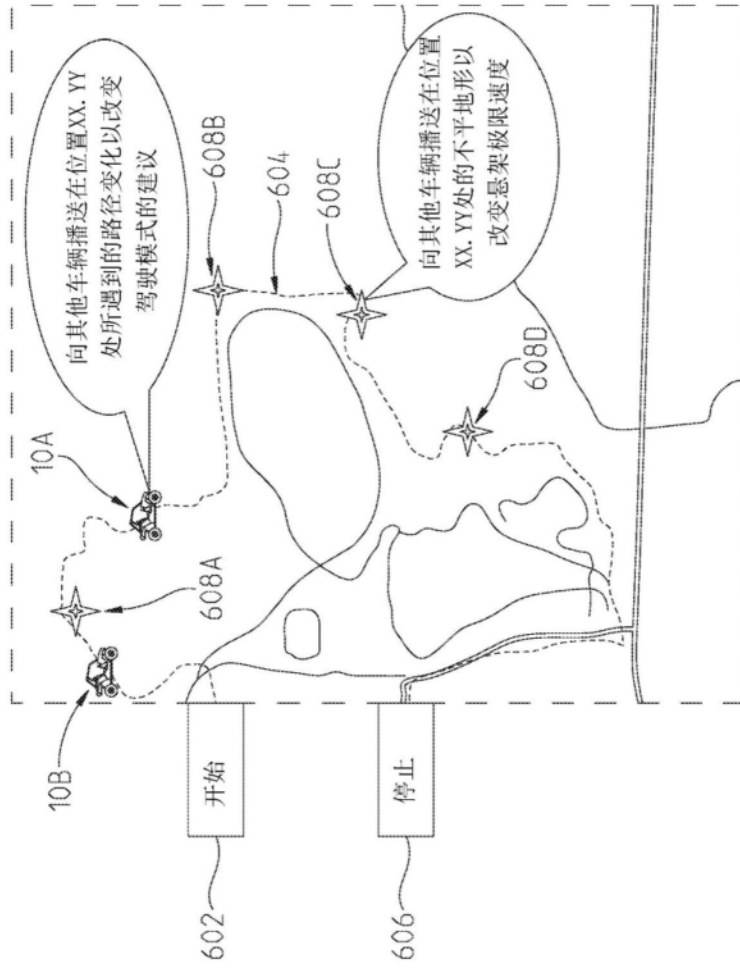 向其他车辆播送在位置XX.YY
处所遇到的路径变化以改变
驾驶模式的建议
10A
608B
608A
10B
604
608C
向其他车辆播送在位置
XX.YY处的不平地形以
改变悬架极限速度
608D
开始
602
停止
606